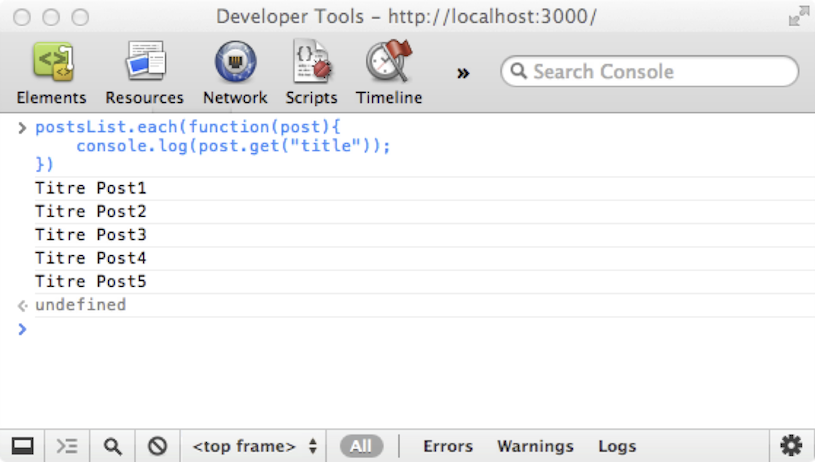 Developer Tools - http://localhost:3000/
Elements Resources Network Scripts Timeline » Search Console
> postsList.each(function(post){
console.log(post.get("title"));
})
Titre Post1
Titre Post2
Titre Post3
Titre Post4
Titre Post5
undefined
>
<top frame> All Errors Warnings Logs